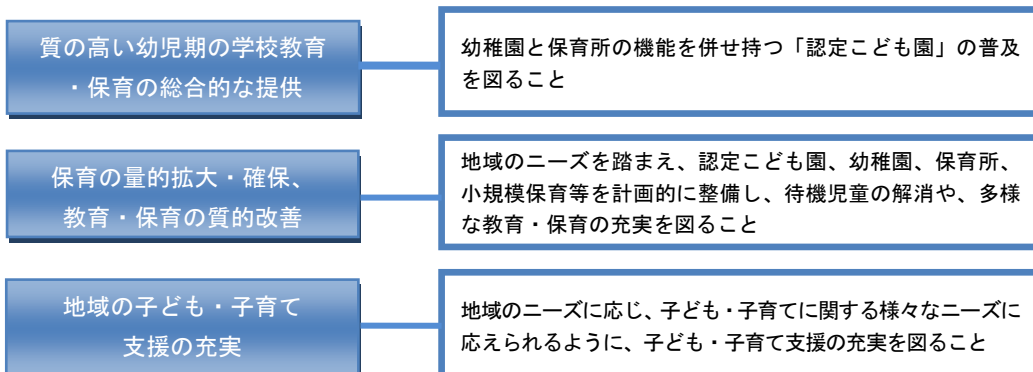 質の高い幼児期の学校教育
・保育の総合的な提供
幼稚園と保育所の機能を併せ持つ「認定こども園」の普及
を図ること
保育の量的拡大・確保、
教育・保育の質的改善
地域のニーズを踏まえ、認定こども園、幼稚園、保育所、
小規模保育等を計画的に整備し、待機児童の解消や、多様
な教育・保育の充実を図ること
地域の子ども・子育て
支援の充実
地域のニーズに応じ、子ども・子育てに関する様々なニーズに
応えられるように、子ども・子育て支援の充実を図ること